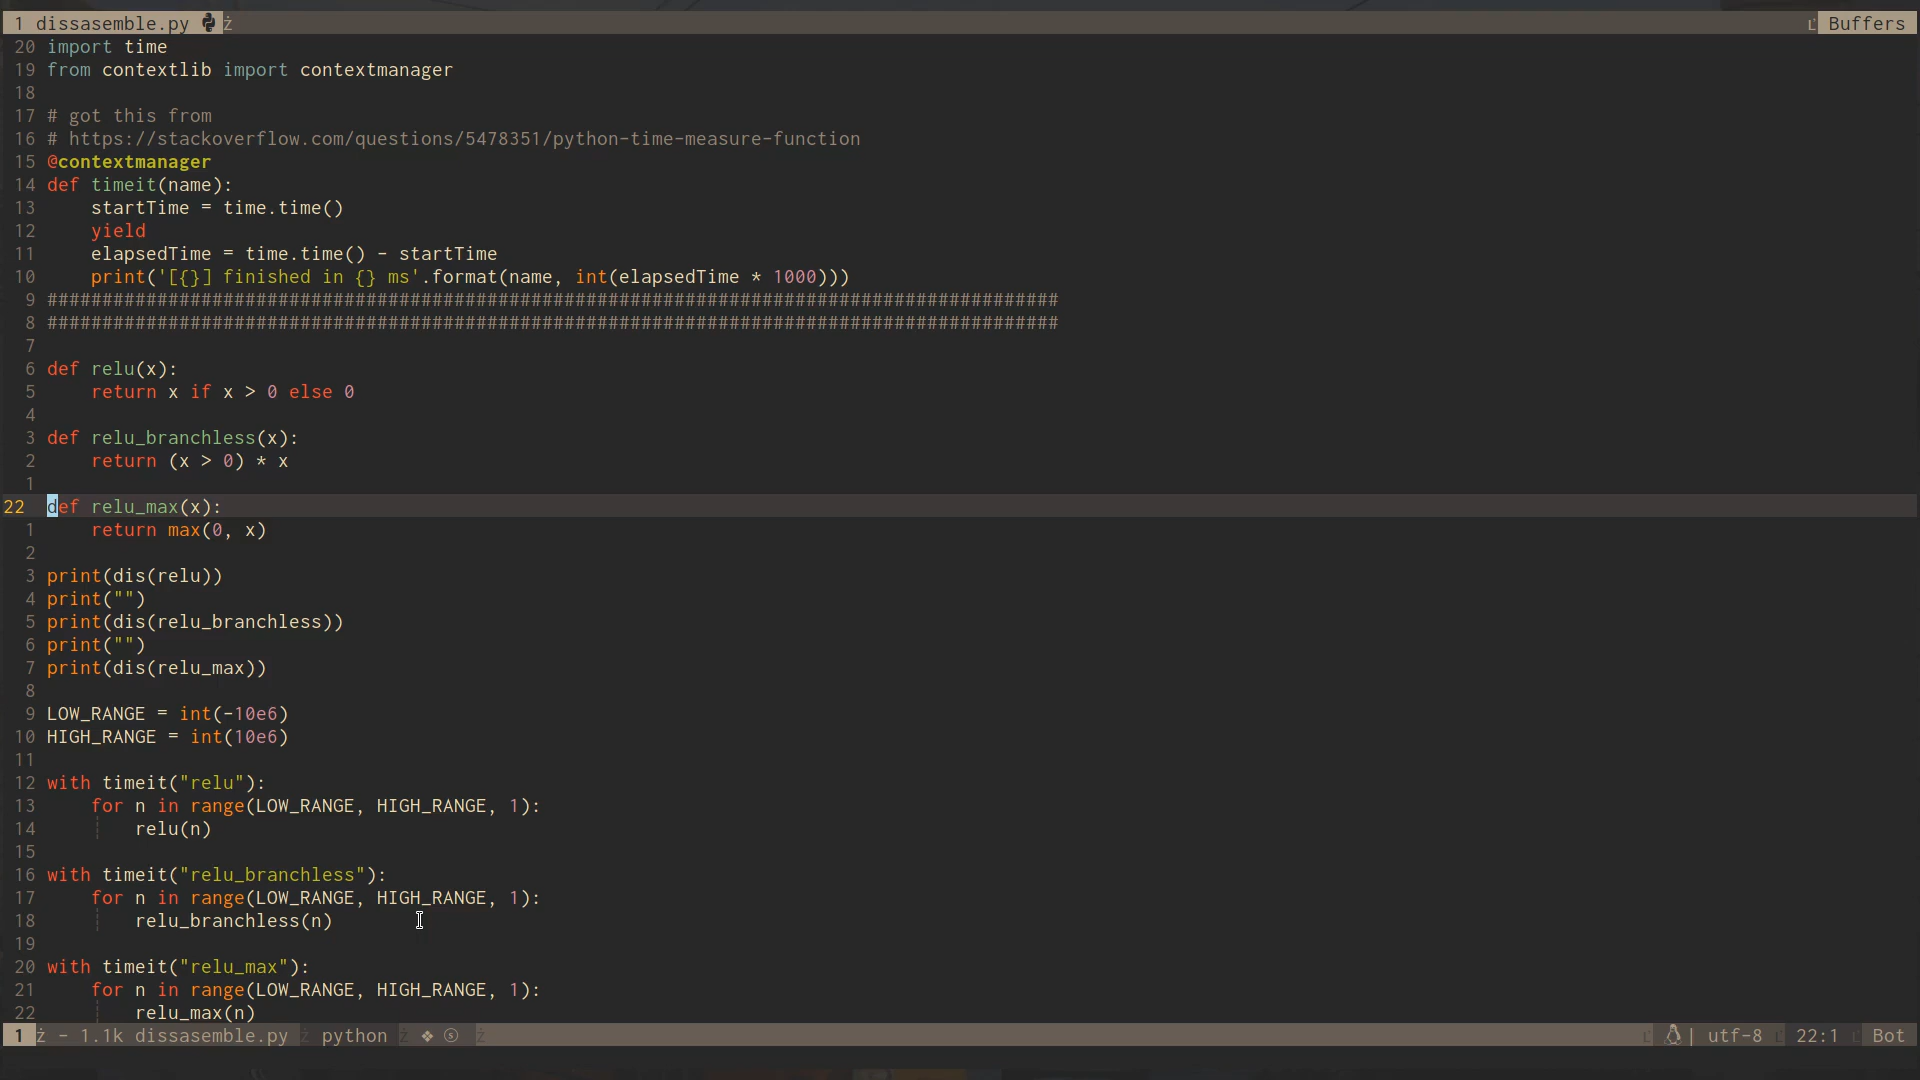 1 dissasemble.py ż Ľ Buffers
20 import time
19 from contextlib import contextmanager
18
17 # got this from
16 # https://stackoverflow.com/questions/5478351/python-time-measure-function
15 @contextmanager
14 def timeit(name):
13     startTime = time.time()
12     yield
11     elapsedTime = time.time() - startTime
10     print('[{}] finished in {} ms'.format(name, int(elapsedTime * 1000)))
9 ############################################################################################
8 ############################################################################################
7
6 def relu(x):
5     return x if x > 0 else 0
4
3 def relu_branchless(x):
2     return (x > 0) * x
1
22 def relu_max(x):
1     return max(0, x)
2
3 print(dis(relu))
4 print("")
5 print(dis(relu_branchless))
6 print("")
7 print(dis(relu_max))
8
9 LOW_RANGE = int(-10e6)
10 HIGH_RANGE = int(10e6)
11
12 with timeit("relu"):
13     for n in range(LOW_RANGE, HIGH_RANGE, 1):
14         relu(n)
15
16 with timeit("relu_branchless"):
17     for n in range(LOW_RANGE, HIGH_RANGE, 1):
18         relu_branchless(n)
19
20 with timeit("relu_max"):
21     for n in range(LOW_RANGE, HIGH_RANGE, 1):
22         relu_max(n)
1 ż - 1.1k dissasemble.py ż python ż ❖ ⓢ ż Ľ | utf-8 Ľ 22:1 Ľ Bot